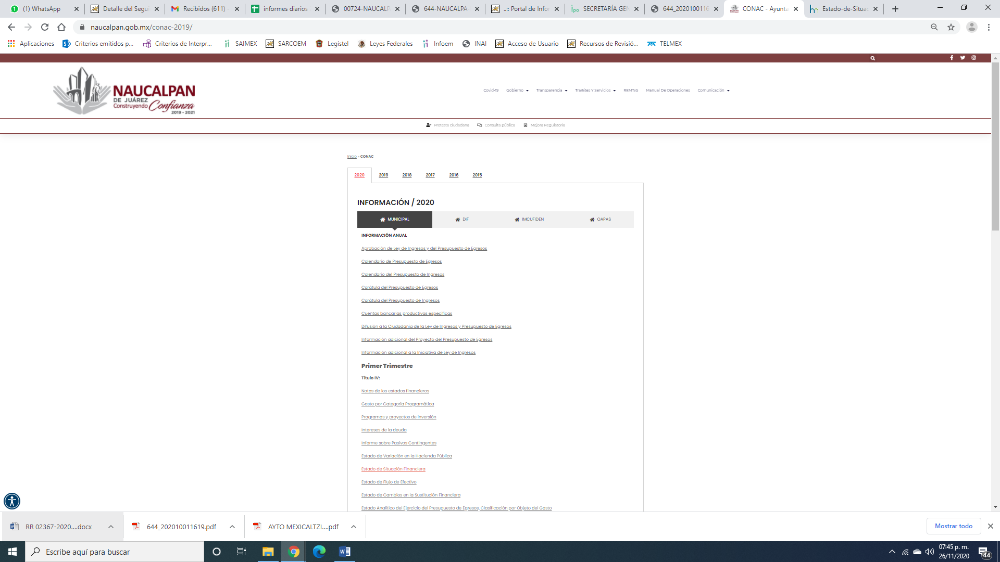 (1) WhatsApp
Detalle del Segui
Recibidos (611) -
informes diarios
00724-NAUCALP
644-NAUCALPA-
..:: Portal de Infor
SECRETARÍA GEN
644_2020100116
CONAC - Ayunta
Estado-de-Situac
naucalpan.gob.mx/conac-2019/
Aplicaciones
Criterios emitidos p...
Criterios de Interpr...
SAIMEX
SARCOEM
Legistel
Leyes Federales
Infoem
INAI
Acceso de Usuario
Recursos de Revisió...
TELMEX
NAUCALPAN
DE JUÁREZ
Construyendo Confianza
2019 - 2021
Covid-19
Gobierno
Transparencia
Tramites Y Servicios
REMTyS
Manual De Operaciones
Comunicación
Protesta ciudadana
Consulta pública
Mejora Regulatoria
Inicio - CONAC
2020
2019
2018
2017
2016
2015
INFORMACIÓN / 2020
MUNICIPAL
DIF
IMCUFIDEN
OAPAS
INFORMACIÓN ANUAL
Aprobación de Ley de Ingresos y del Presupuesto de Egresos
Calendario de Presupuesto de Egresos
Calendario del Presupuesto de Ingresos
Carátula del Presupuesto de Egresos
Carátula del Presupuesto de Ingresos
Cuentas bancarias productivas específicas
Difusión a la Ciudadanía de la Ley de Ingresos y Presupuesto de Egresos
Información adicional del Proyecto del Presupuesto de Egresos
Información adicional a la Iniciativa de Ley de Ingresos
Primer Trimestre
Título IV:
Notas de los estados financieros
Gasto por Categoría Programática
Programas y proyectos de inversión
Intereses de la deuda
Informe sobre Pasivos Contingentes
Estado de Variación en la Hacienda Pública
Estado de Situación Financiera
Estado de Flujo de Efectivo
Estado de Cambios en la Sustitución Financiera
Estado Analítico del Ejercicio del Presupuesto de Egresos, Clasificación por Objeto del Gasto
RR 02367-2020....docx
644_202010011619.pdf
AYTO MEXICALTZI....pdf
Mostrar todo
Escribe aquí para buscar
07:45 p. m.
26/11/2020
44